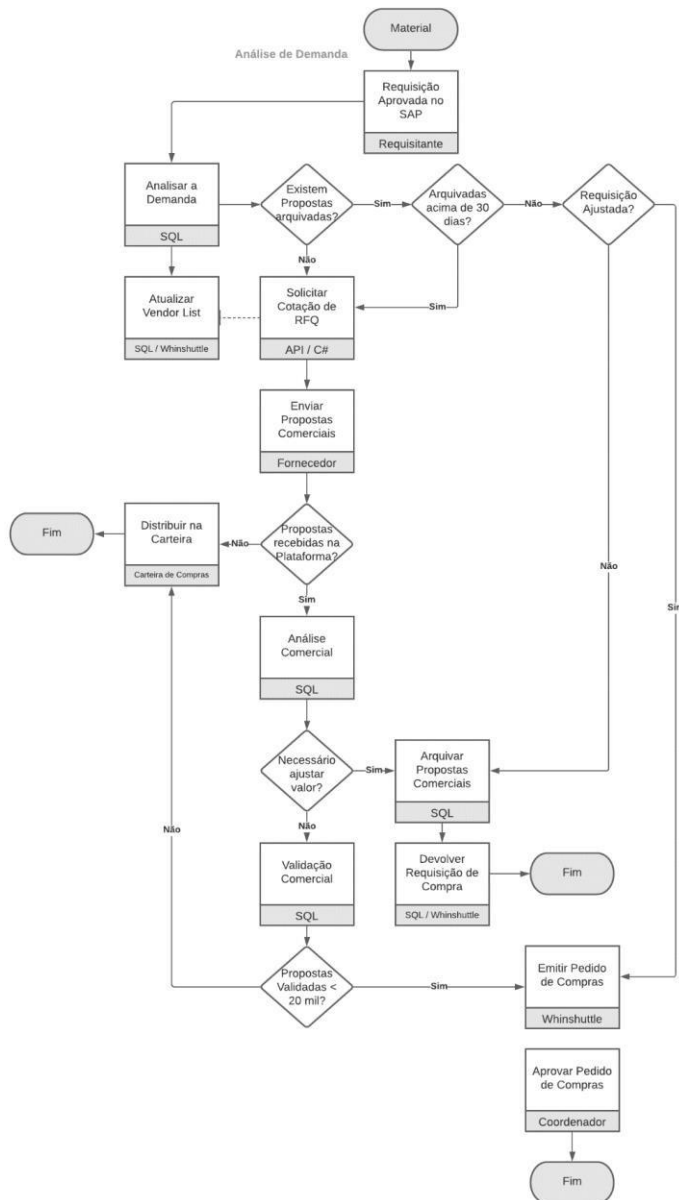 Material
Análise de Demanda
Requisição
Aprovada no
SAP
Requisitante
Analisar a
Demanda
SQL
Existem
Propostas
arquivadas?
Sim
Arquivadas
acima de 30
dias?
Não
Requisição
Ajustada?
Não
Sim
Atualizar
Vendor List
SQL / Whinshuttle
Solicitar
Cotação de
RFQ
API / C#
Enviar
Propostas
Comerciais
Fornecedor
Fim
Distribuir na
Carteira
Carteira de Compras
Não
Propostas
recebidas na
Plataforma?
Não
Sim
Sim
Análise
Comercial
SQL
Necessário
ajustar
valor?
Sim
Arquivar
Propostas
Comerciais
SQL
Não
Não
Validação
Comercial
SQL
Devolver
Requisição de
Compra
SQL / Whinshuttle
Fim
Propostas
Validadas <
20 mil?
Sim
Emitir Pedido
de Compras
Whinshuttle
Aprovar Pedido
de Compras
Coordenador
Fim